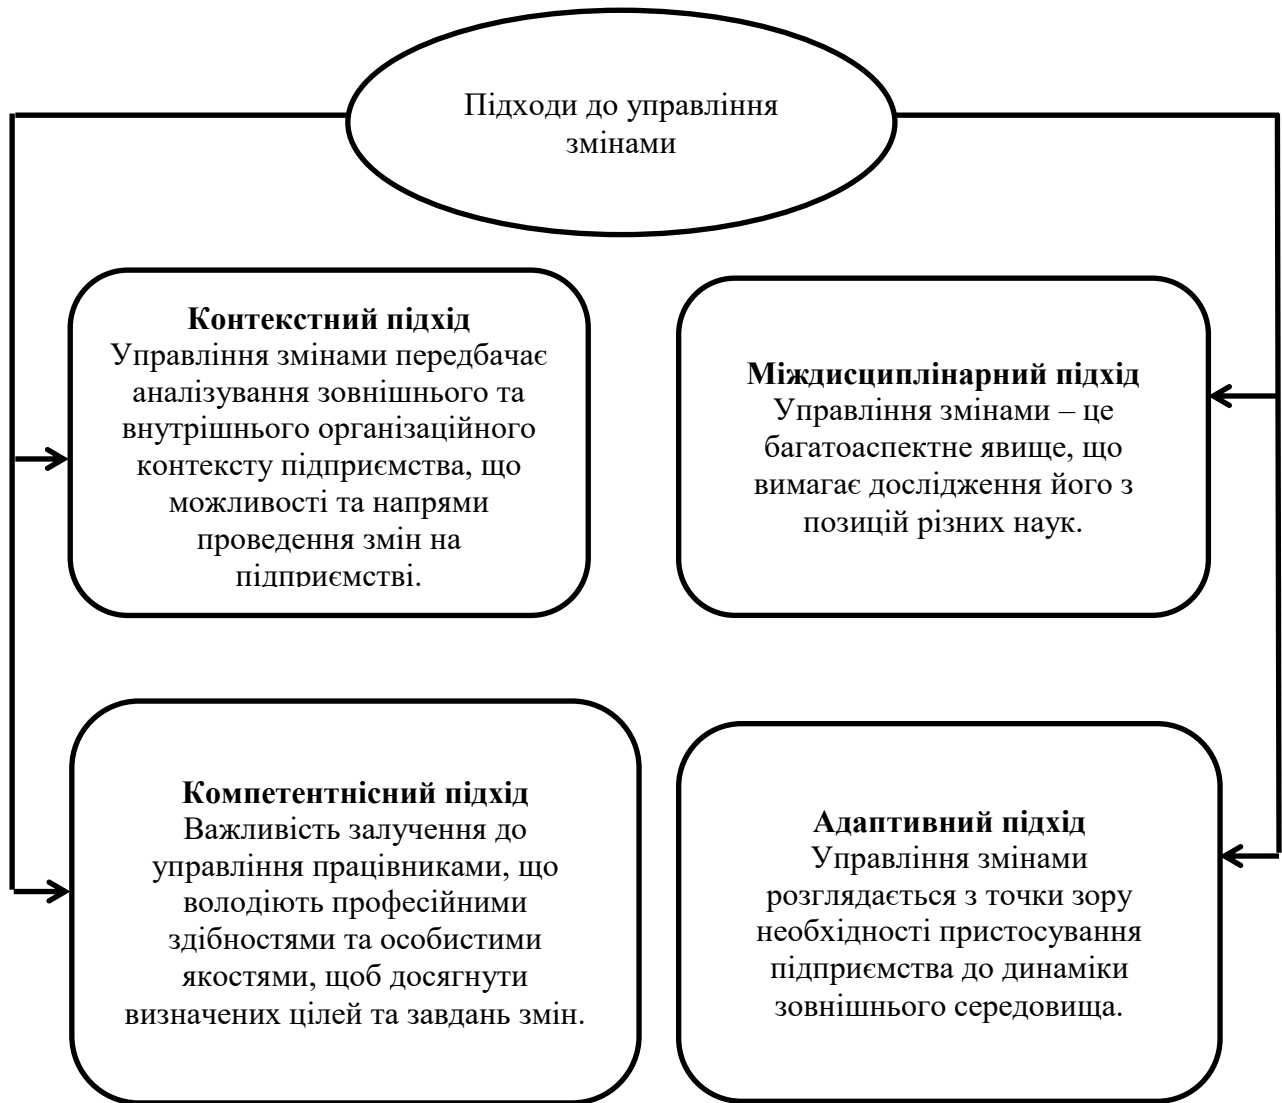 Підходи до управління
змінами
Контекстний підхід
Управління змінами передбачає
аналізування зовнішнього та
внутрішнього організаційного
контексту підприємства, що
можливості та напрями
проведення змін на
підприємстві.
Міждисциплінарний підхід
Управління змінами – це
багатоаспектне явище, що
вимагає дослідження його з
позицій різних наук.
Компетентнісний підхід
Важливість залучення до
управління працівниками, що
володіють професійними
здібностями та особистими
якостями, щоб досягнути
визначених цілей та завдань змін.
Адаптивний підхід
Управління змінами
розглядається з точки зору
необхідності пристосування
підприємства до динаміки
зовнішнього середовища.